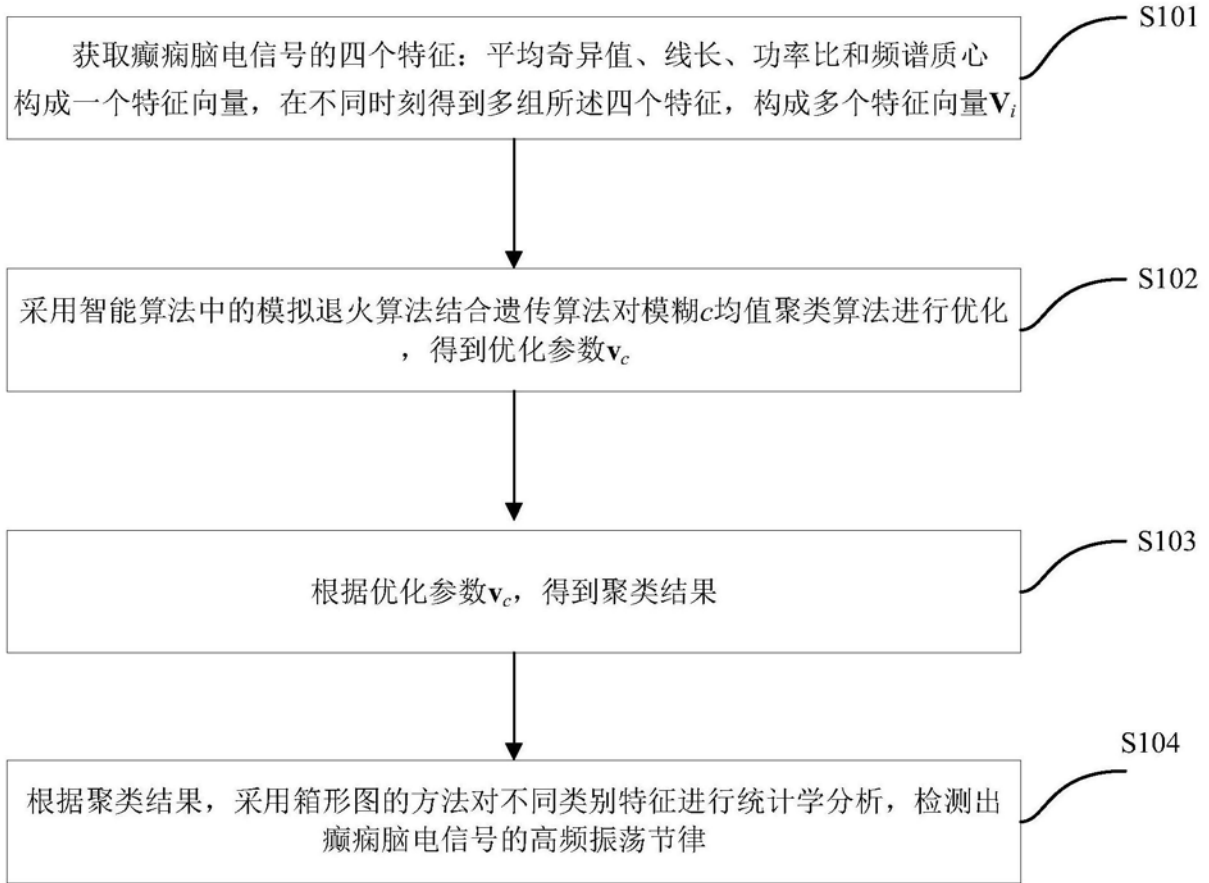 S101
获取癫痫脑电信号的四个特征：平均奇异值、线长、功率比和频谱质心
构成一个特征向量，在不同时刻得到多组所述四个特征，构成多个特征向量Vi
S102
采用智能算法中的模拟退火算法结合遗传算法对模糊c均值聚类算法进行优化
，得到优化参数vc
S103
根据优化参数vc，得到聚类结果
S104
根据聚类结果，采用箱形图的方法对不同类别特征进行统计学分析，检测出
癫痫脑电信号的高频振荡节律